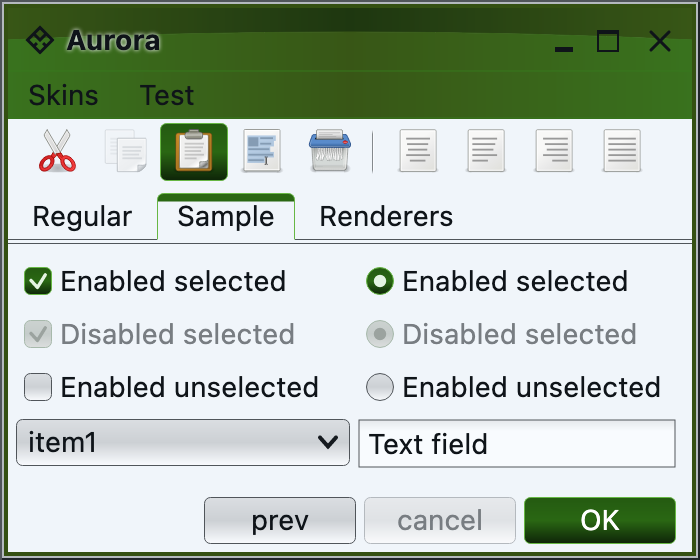 Aurora
Skins Test
Regular Sample Renderers
Enabled selected Enabled selected
Disabled selected Disabled selected
Enabled unselected Enabled unselected
item1 Text field
prev cancel OK